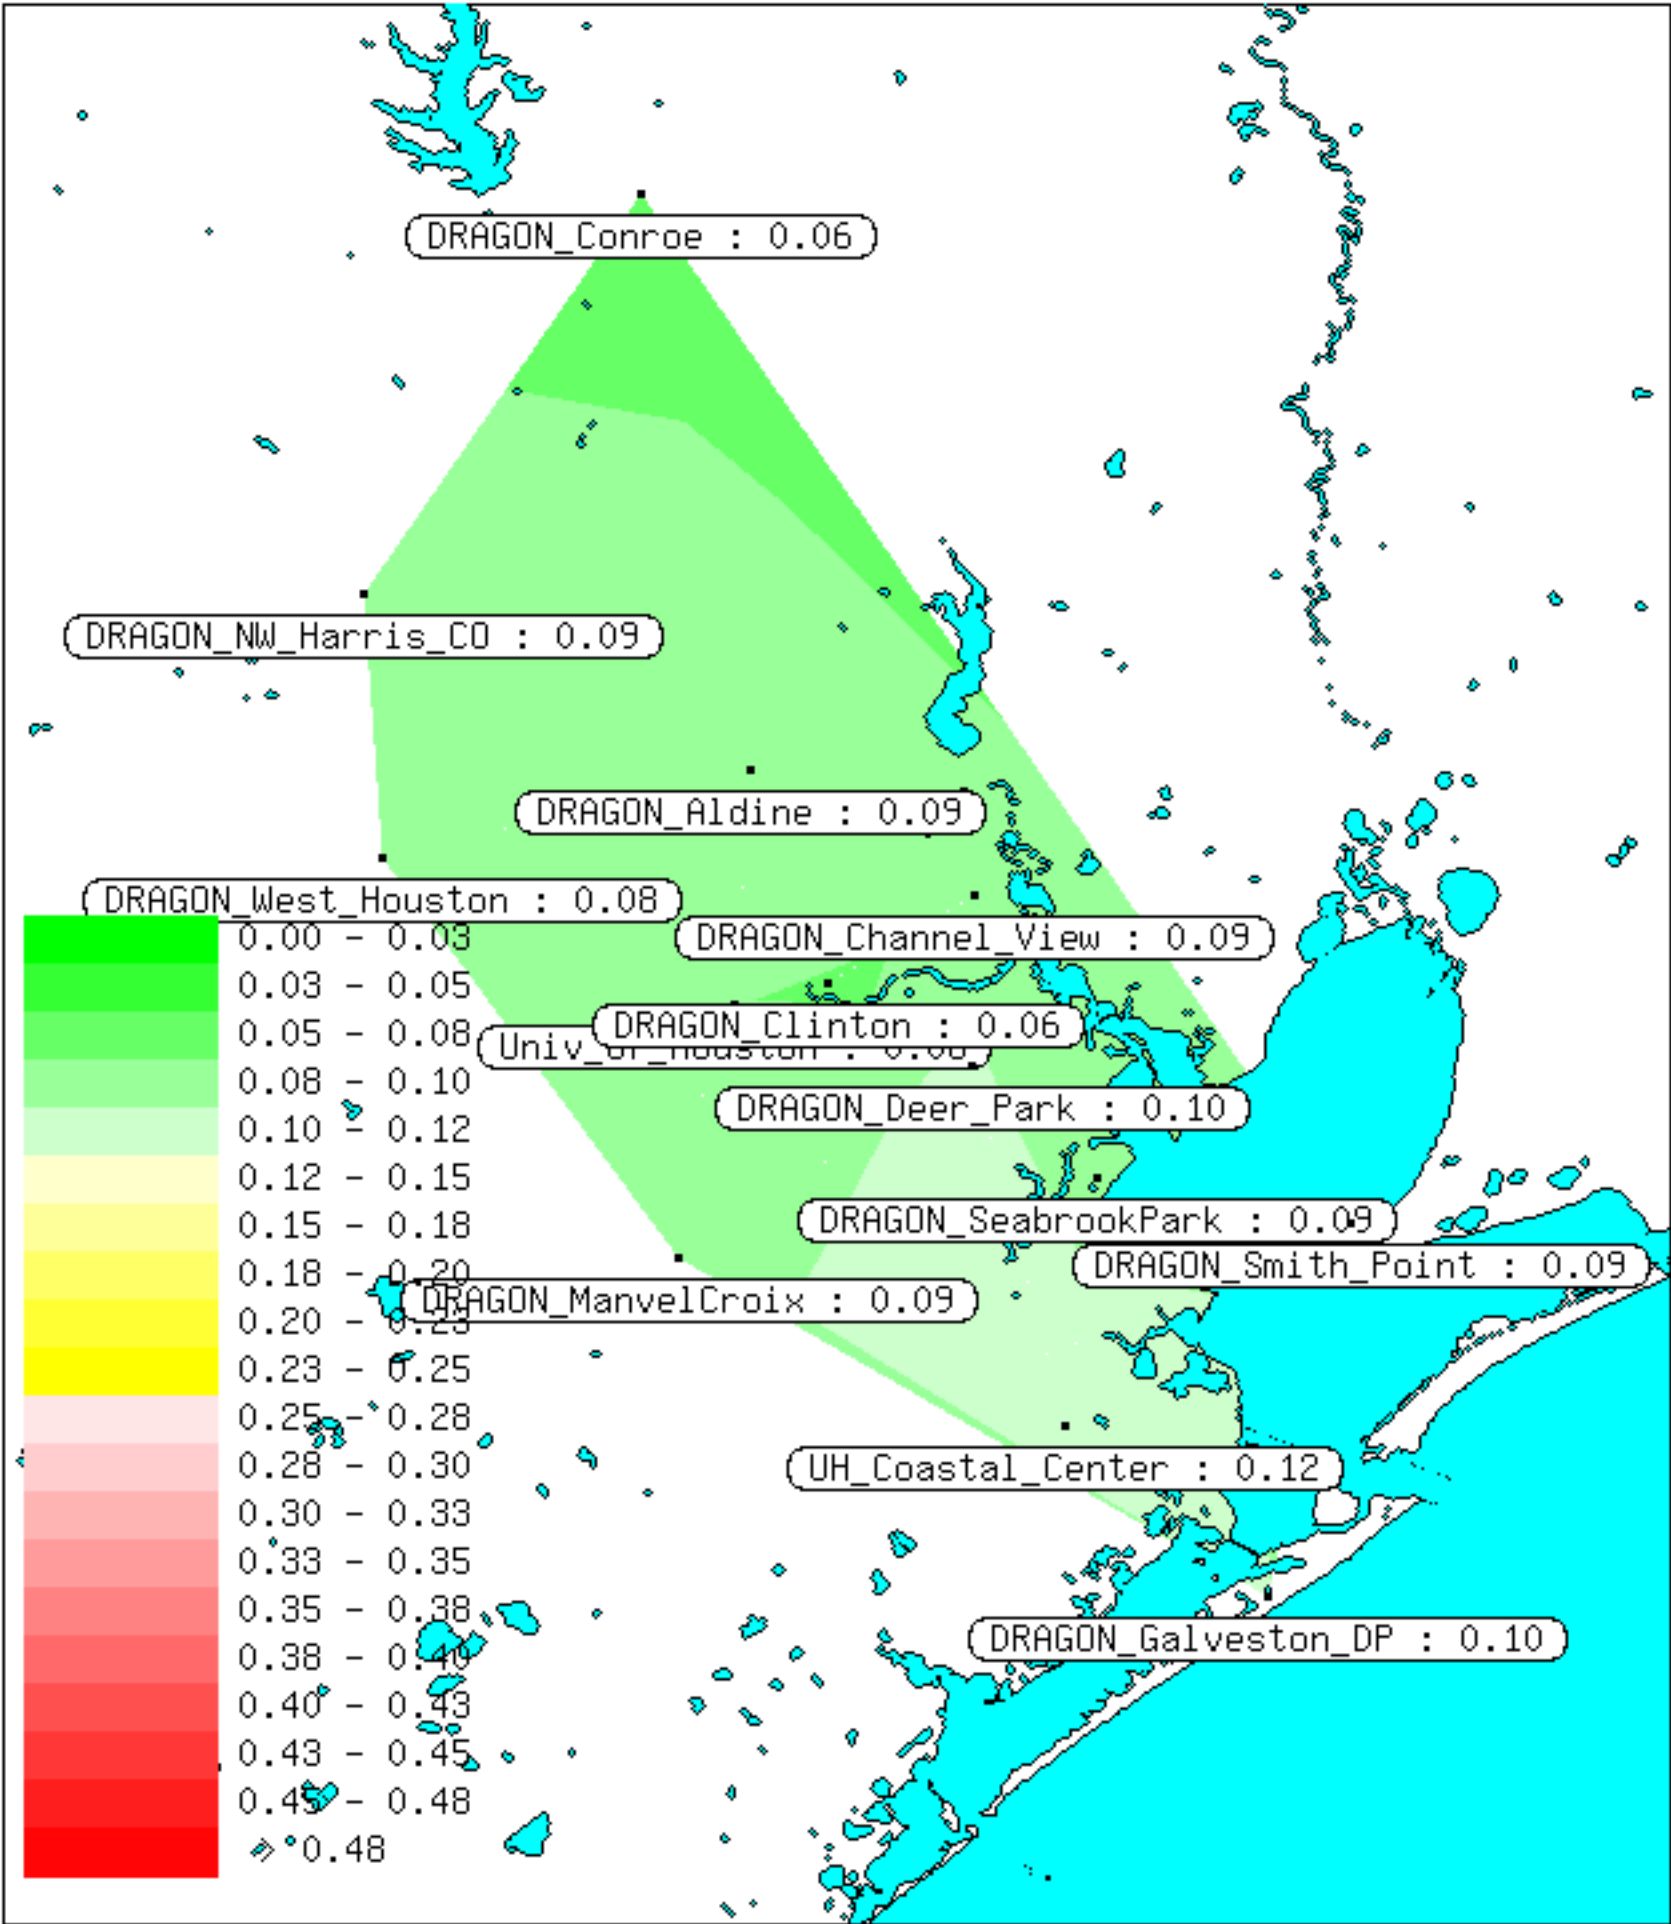 DRAGON_Conroe : 0.06
DRAGON_NW_Harris_CO : 0.09
DRAGON_Aldine : 0.09
DRAGON_West_Houston : 0.08
DRAGON_Channel_View : 0.09
DRAGON_Clinton : 0.06
Univ_of_Houston : 0.08
DRAGON_Deer_Park : 0.10
DRAGON_SeabrookPark : 0.09
DRAGON_Smith_Point : 0.09
DRAGON_ManvelCroix : 0.09
UH_Coastal_Center : 0.12
DRAGON_Galveston_DP : 0.10
0.00 - 0.03
0.03 - 0.05
0.05 - 0.08
0.08 - 0.10
0.10 - 0.12
0.12 - 0.15
0.15 - 0.18
0.18 - 0.20
0.20 - 0.23
0.23 - 0.25
0.25 - 0.28
0.28 - 0.30
0.30 - 0.33
0.33 - 0.35
0.35 - 0.38
0.38 - 0.40
0.40 - 0.43
0.43 - 0.45
0.45 - 0.48
> 0.48